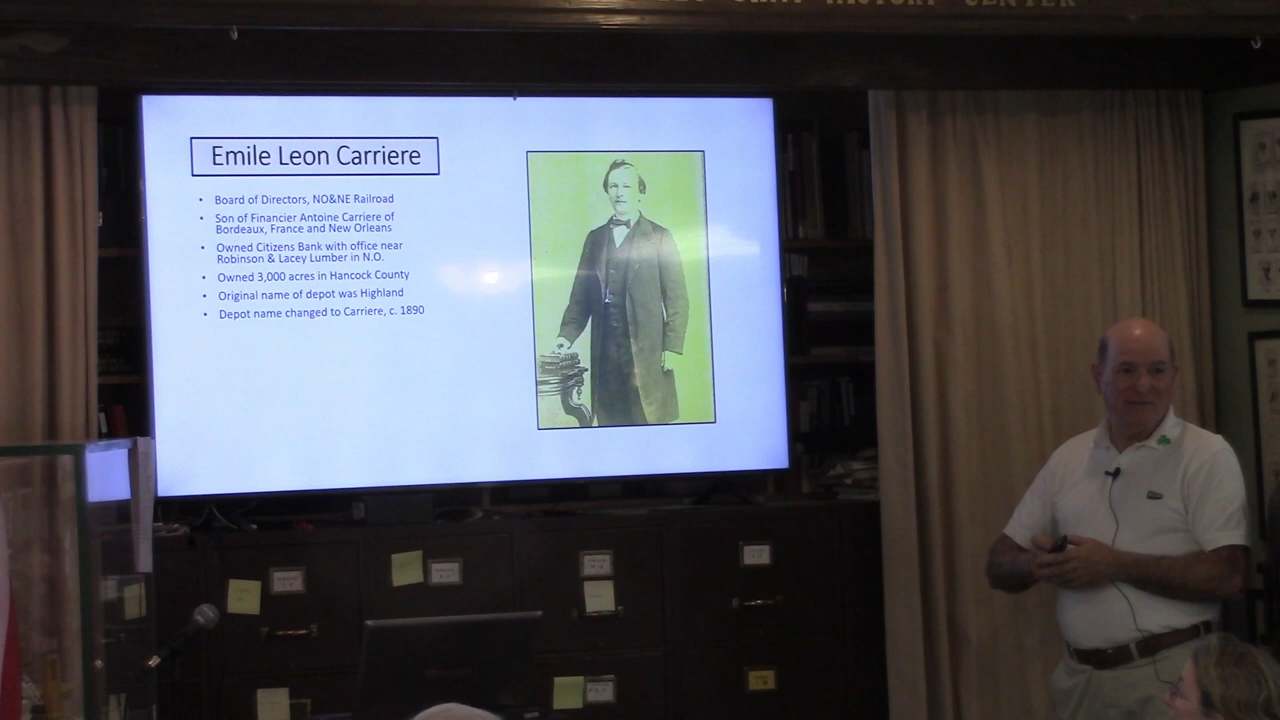 HISTORY CENTER
Emile Leon Carriere
• Board of Directors, NO&NE Railroad
• Son of Financier Antoine Carriere of
Bordeaux, France and New Orleans
• Owned Citizens Bank with office near
Robinson & Lacey Lumber in N.O.
• Owned 3,000 acres in Hancock County
• Original name of depot was Highland
• Depot name changed to Carriere, c. 1890